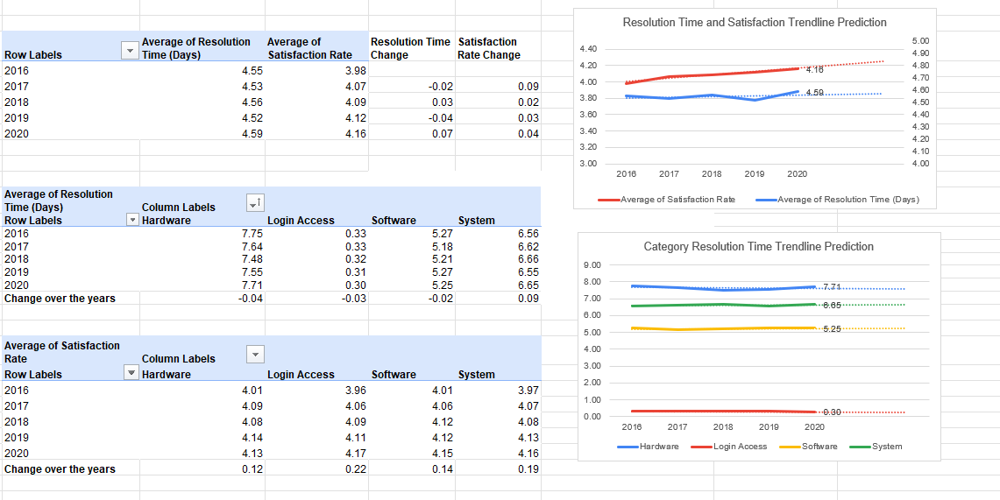 Average of Resolution Average of Resolution Time Satisfaction
Row Labels Time (Days) Satisfaction Rate Change Rate Change
2016 4.55 3.98
2017 4.53 4.07 -0.02 0.09
2018 4.56 4.09 0.03 0.02
2019 4.52 4.12 -0.04 0.03
2020 4.59 4.16 0.07 0.04
Average of Resolution
Time (Days) Column Labels
Row Labels Hardware Login Access Software System
2016 7.75 0.33 5.27 6.56
2017 7.64 0.33 5.18 6.62
2018 7.48 0.32 5.21 6.66
2019 7.55 0.31 5.27 6.55
2020 7.71 0.30 5.25 6.65
Change over the years -0.04 -0.03 -0.02 0.09
Average of Satisfaction
Rate Column Labels
Row Labels Hardware Login Access Software System
2016 4.01 3.96 4.01 3.97
2017 4.09 4.06 4.06 4.07
2018 4.08 4.09 4.12 4.08
2019 4.14 4.11 4.12 4.13
2020 4.13 4.17 4.15 4.16
Change over the years 0.12 0.22 0.14 0.19
Resolution Time and Satisfaction Trendline Prediction
5.00
4.40 4.90
4.20 4.16 4.80
4.70
4.00 4.59 4.60
3.80 4.50
3.60 4.40
4.30
3.40 4.20
3.20 4.10
3.00 4.00
2016 2017 2018 2019 2020
Average of Satisfaction Rate Average of Resolution Time (Days)
Category Resolution Time Trendline Prediction
9.00
8.00 7.71
7.00 6.65
6.00
5.00 5.25
4.00
3.00
2.00
1.00 0.30
0.00
2016 2017 2018 2019 2020
Hardware Login Access Software System